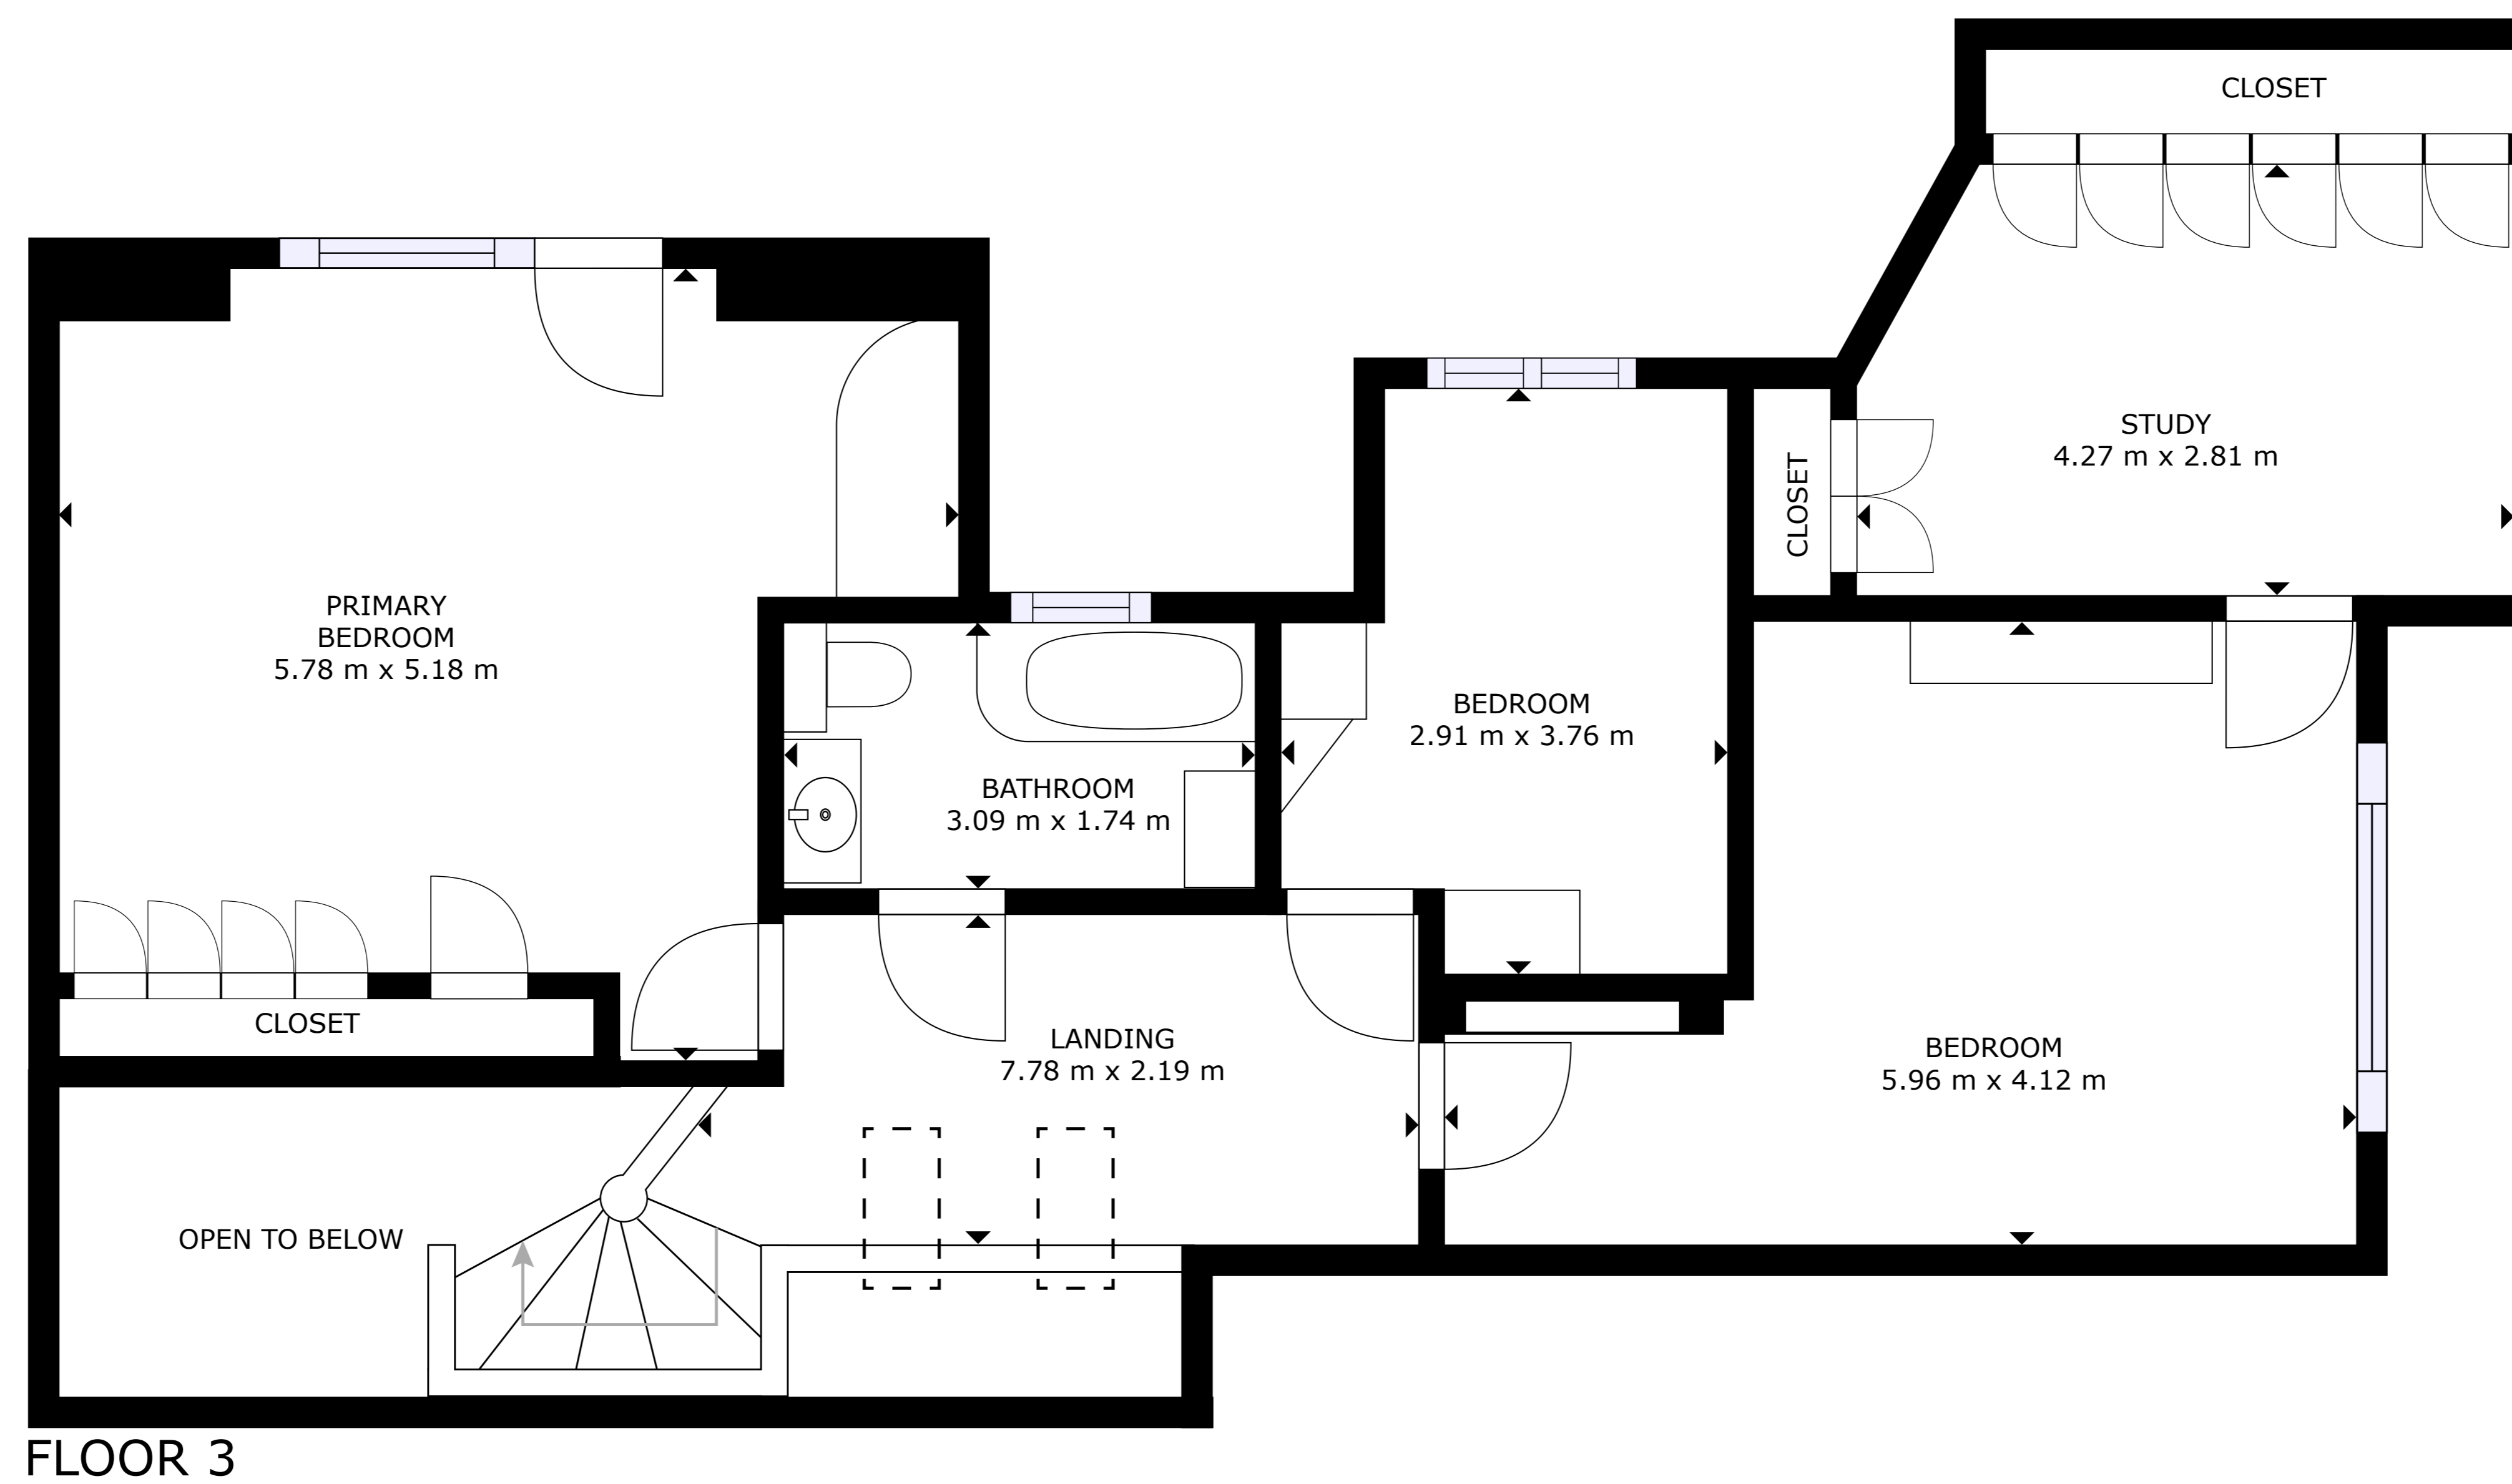 CLOSET
STUDY
4.27 m x 2.81 m
CLOSET
PRIMARY
BEDROOM
5.78 m x 5.18 m
BEDROOM
2.91 m x 3.76 m
BATHROOM
3.09 m x 1.74 m
CLOSET
LANDING
7.78 m x 2.19 m
BEDROOM
5.96 m x 4.12 m
OPEN TO BELOW
FLOOR 3